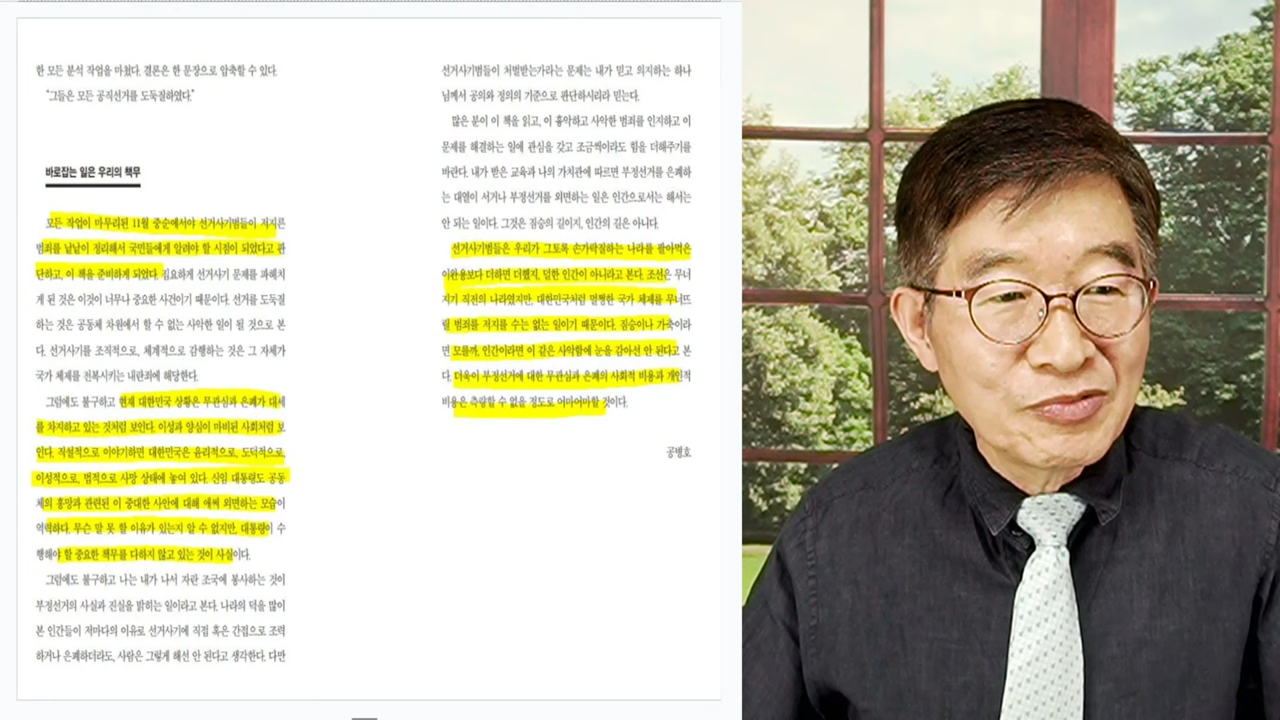 한 모든 분석 작업을 마쳤다. 결론은 한 문장으로 압축할 수 있다.
“그들은 모든 공직선거를 도둑질하였다.”
바로잡는 일은 우리의 책무
모든 작업이 마무리된 11월 중순에서야 선거사기범들이 저지른
범죄를 낱낱이 정리해서 국민들에게 알려야 할 시점이 되었다고 판
단하고, 이 책을 준비하게 되었다. 집요하게 선거사기 문제를 파헤치
게 된 것은 이것이 너무나 중요한 사건이기 때문이다. 선거를 도둑질
하는 것은 공동체 차원에서 할 수 없는 사악한 일이 될 것으로 본
다. 선거사기를 조직적으로, 체계적으로 감행하는 것은 그 자체가
국가 체제를 전복시키는 내란죄에 해당한다.
그럼에도 불구하고 현재 대한민국 상황은 무관심과 은폐가 대세
를 차지하고 있는 것처럼 보인다. 이성과 양심이 마비된 사회처럼 보
인다. 직설적으로 이야기하면 대한민국은 윤리적으로, 도덕적으로,
이성적으로, 법적으로 사망 상태에 놓여 있다. 신임 대통령도 공동
체의 흥망과 관련된 이 중대한 사안에 대해 애써 외면하는 모습이
역력하다. 무슨 말 못 할 이유가 있는지 알 수 없지만, 대통령이 수
행해야 할 중요한 책무를 다하지 않고 있는 것이 사실이다.
그럼에도 불구하고 나는 내가 나서 자란 조국에 봉사하는 것이
부정선거의 사실과 진실을 밝히는 일이라고 본다. 나라의 덕을 많이
본 인간들이 저마다의 이유로 선거사기에 직접 혹은 간접으로 조력
하거나 은폐하더라도, 사람은 그렇게 해선 안 된다고 생각한다. 다만
선거사기범들이 처벌받는가라는 문제는 내가 믿고 의지하는 하나
님께서 공의와 정의의 기준으로 판단하시리라 믿는다.
많은 분이 이 책을 읽고, 이 흉악하고 사악한 범죄를 인지하고 이
문제를 해결하는 일에 관심을 갖고 조금씩이라도 힘을 더해주기를
바란다. 내가 받은 교육과 나의 가치관에 따르면 부정선거를 은폐하
는 대열이 서거나 부정선거를 외면하는 일은 인간으로서는 해서는
안 되는 일이다. 그것은 짐승의 길이지, 인간의 길은 아니다.
선거사기범들은 우리가 그토록 손가락질하는 나라를 팔아먹은
이완용보다 더하면 더했지, 덜한 인간이 아니라고 본다. 조선은 무너
지기 직전의 나라였지만, 대한민국처럼 멀쩡한 국가 체제를 무너뜨
릴 범죄를 저지를 수는 없는 일이기 때문이다. 짐승이나 가축이라
면 모를까, 인간이라면 이 같은 사악함에 눈을 감아선 안 된다고 본
다. 더욱이 부정선거에 대한 무관심과 은폐의 사회적 비용과 개인적
비용은 측량할 수 없을 정도로 어마어마할 것이다.
공병호